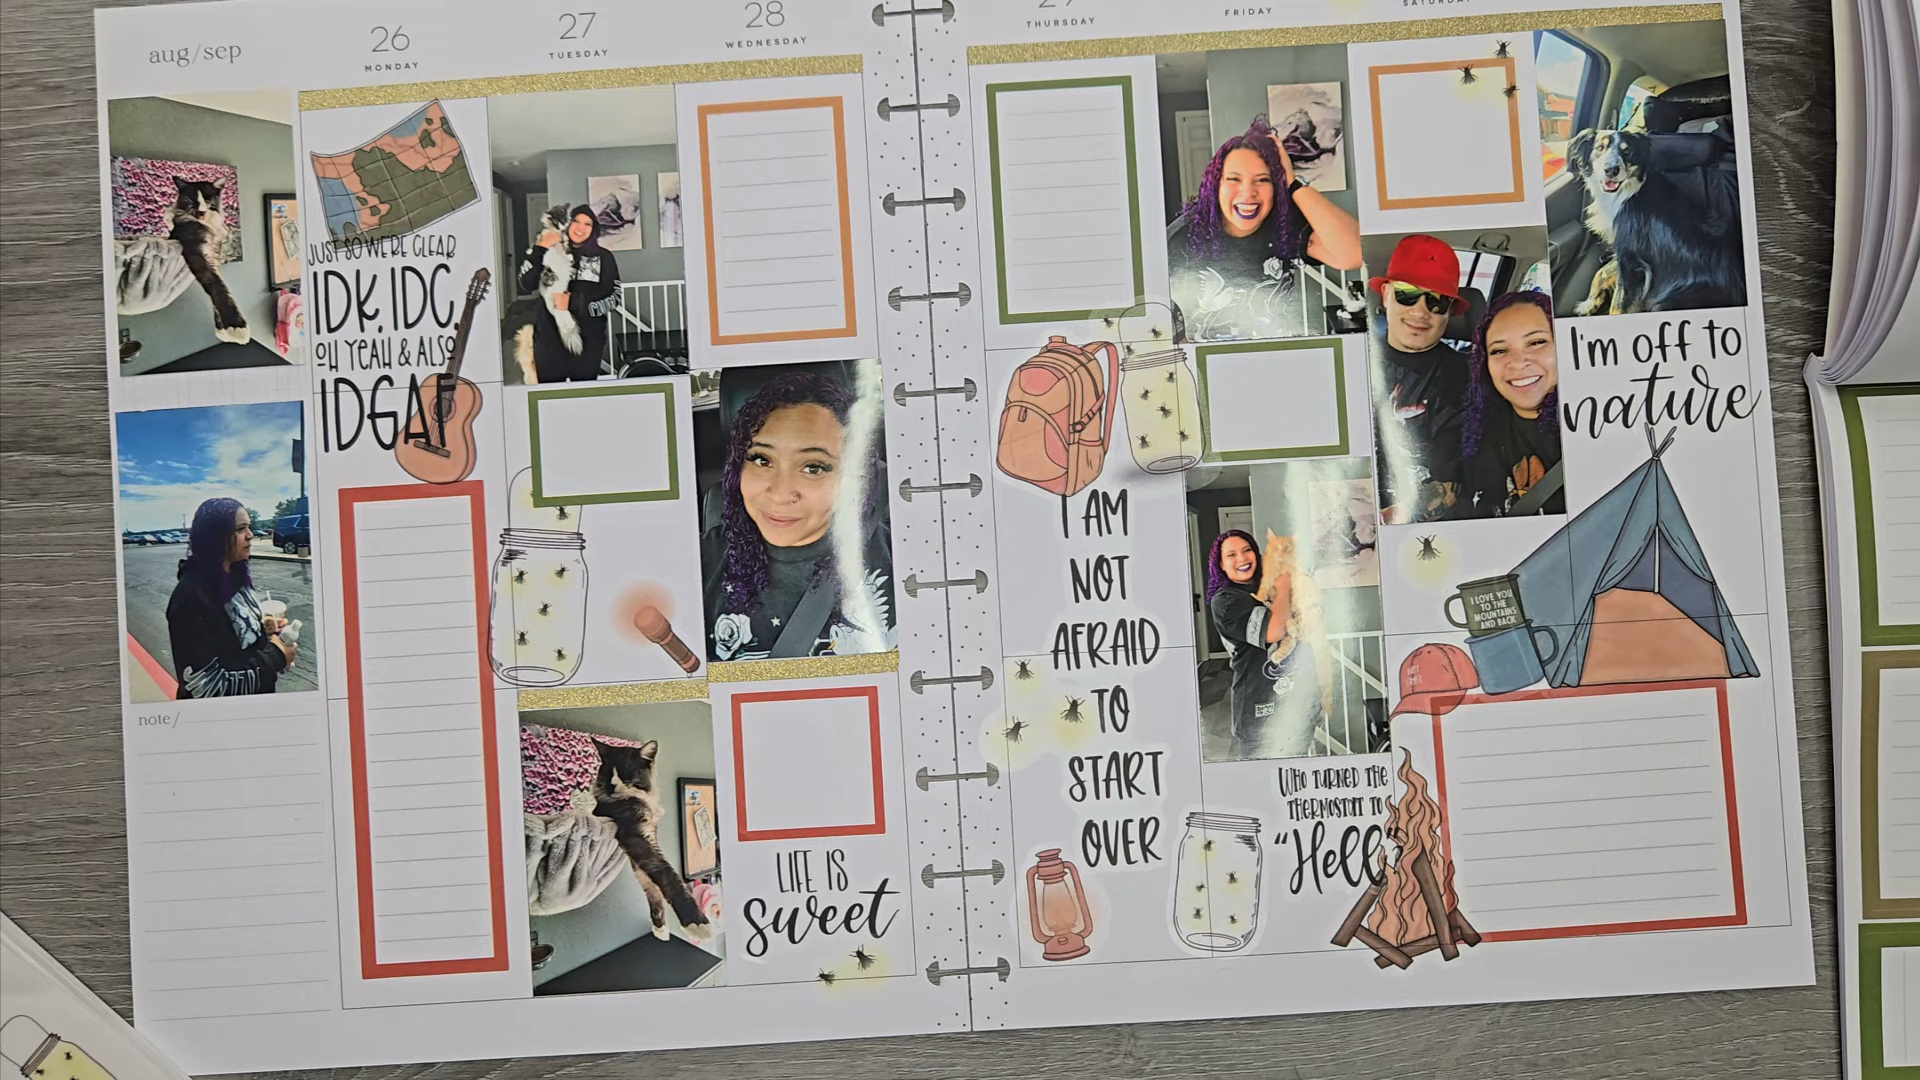 aug/sep
26
MONDAY
27
TUESDAY
28
WEDNESDAY
29
THURSDAY
FRIDAY
SATURDAY
JUST SO WE'RE CLEAR
IDK, IDC,
OH YEAH & ALSO
IDGAF
note/
LIFE IS
sweet
I AM
NOT
AFRAID
TO
START
OVER
WHO TURNED THE
THERMOSTAT TO
"Hell"
I'm off to
nature
I LOVE YOU
TO THE
MOUNTAINS
AND BACK